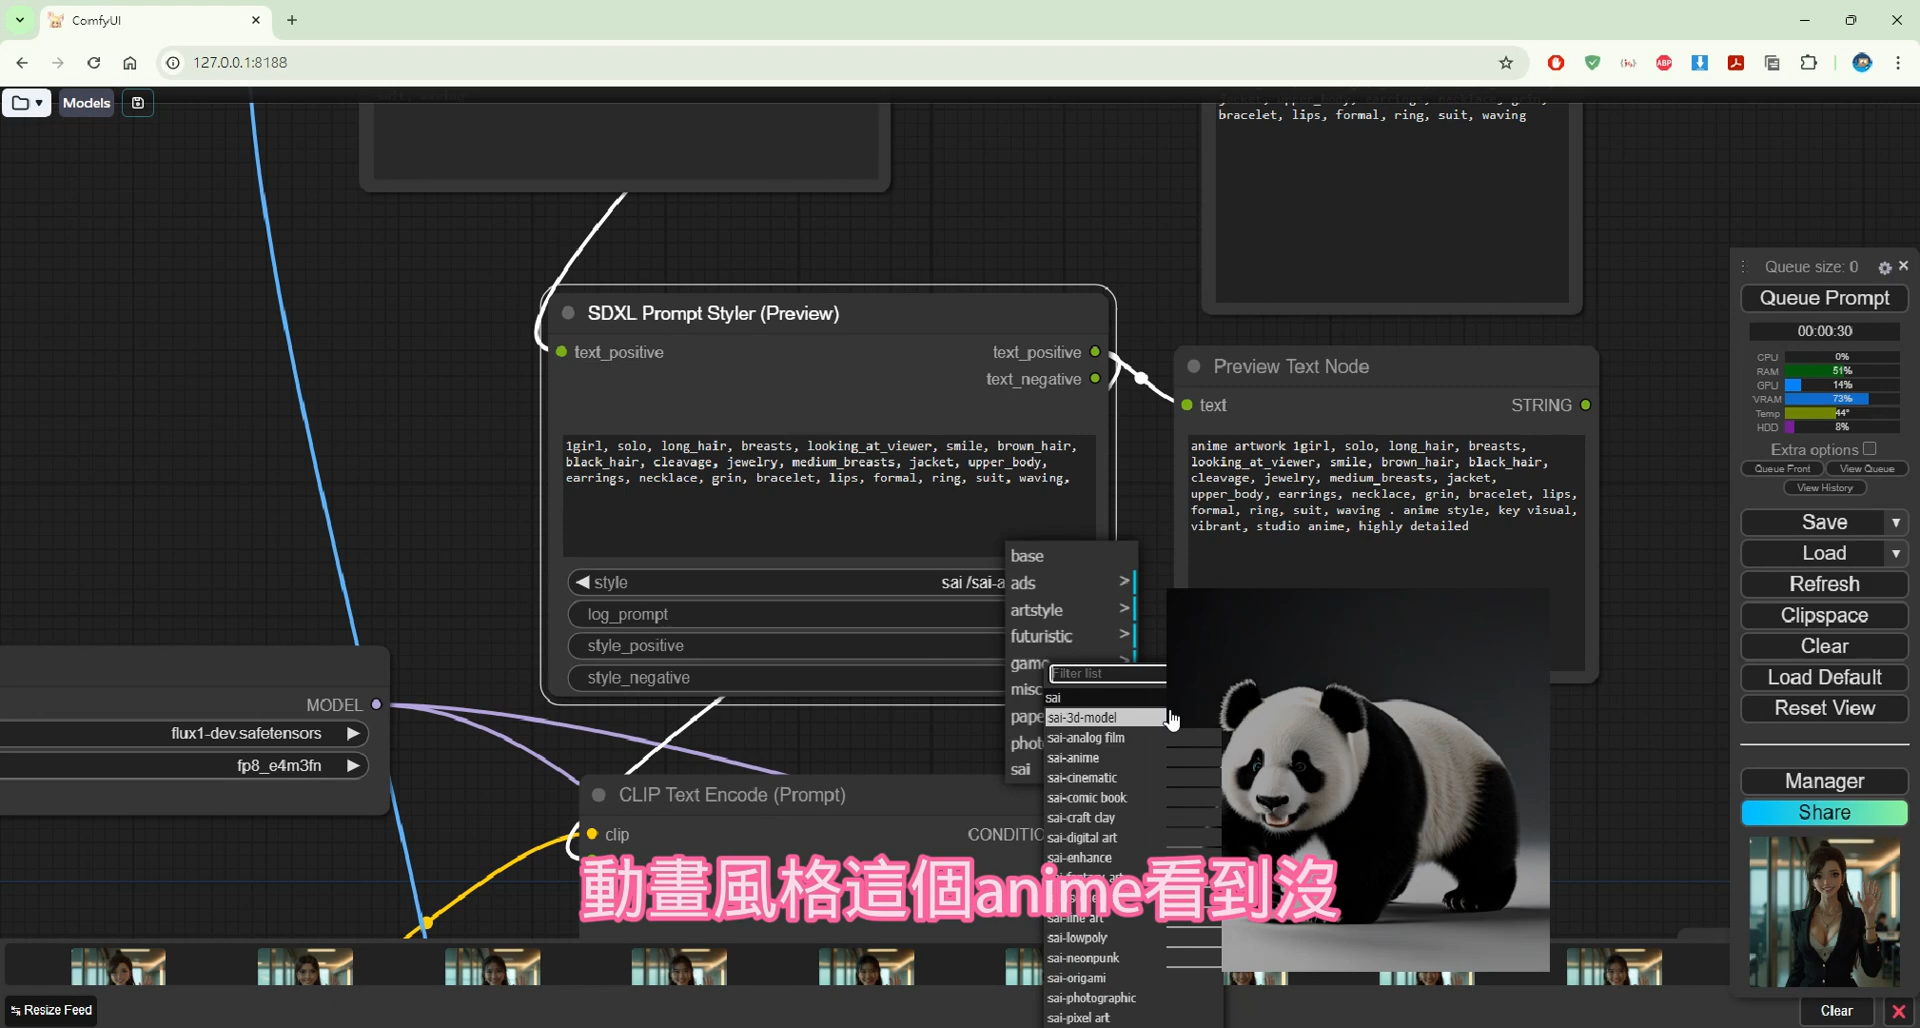 ComfyUI
127.0.0.1:8188
ABP
Models
bracelet, lips, formal, ring, suit, waving
SDXL Prompt Styler (Preview)
text_positive
text_positive
text_negative
1girl, solo, long_hair, breasts, looking_at_viewer, smile, brown_hair,
black_hair, cleavage, jewelry, medium_breasts, jacket, upper_body,
earrings, necklace, grin, bracelet, lips, formal, ring, suit, waving,
style
sai /sai-a
log_prompt
style_positive
style_negative
Preview Text Node
text
STRING
anime artwork 1girl, solo, long_hair, breasts,
looking_at_viewer, smile, brown_hair, black_hair,
cleavage, jewelry, medium_breasts, jacket,
upper_body, earrings, necklace, grin, bracelet, lips,
formal, ring, suit, waving . anime style, key visual,
vibrant, studio anime, highly detailed
base
ads >
artstyle >
futuristic >
game >
misc
pape
phot
sai
Filter list
sai
sai-3d-model
sai-analog film
sai-anime
sai-cinematic
sai-comic book
sai-craft clay
sai-digital art
sai-enhance
sai-line art
sai-lowpoly
sai-neonpunk
sai-origami
sai-photographic
sai-pixel art
MODEL
flux1-dev.safetensors
fp8_e4m3fn
CLIP Text Encode (Prompt)
clip
CONDITIO
動畫風格這個anime看到沒
Queue size: 0
Queue Prompt
00:00:30
CPU 0%
RAM 51%
GPU 14%
VRAM 73%
Temp 44°
HDD 8%
Extra options
Queue Front
View Queue
View History
Save
Load
Refresh
Clipspace
Clear
Load Default
Reset View
Manager
Share
Resize Feed
Clear